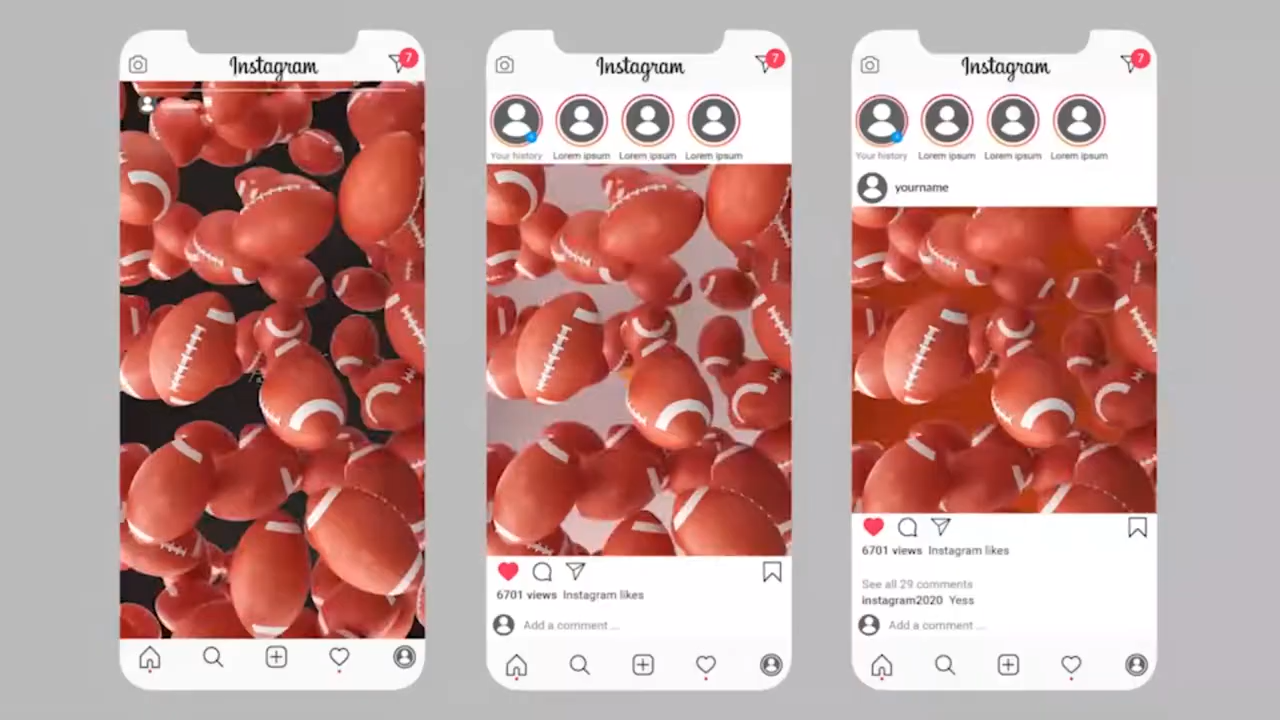 Instagram
7
Instagram
7
Your history Lorem ipsum Lorem ipsum Lorem ipsum
6701 views Instagram likes
Add a comment ...
Instagram
7
Your history Lorem ipsum Lorem ipsum Lorem ipsum
yourname
6701 views Instagram likes
See all 29 comments
instagram2020 Yess
Add a comment ...